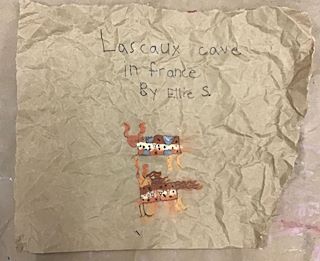 Lascaux cave
in france
By Ellie S.